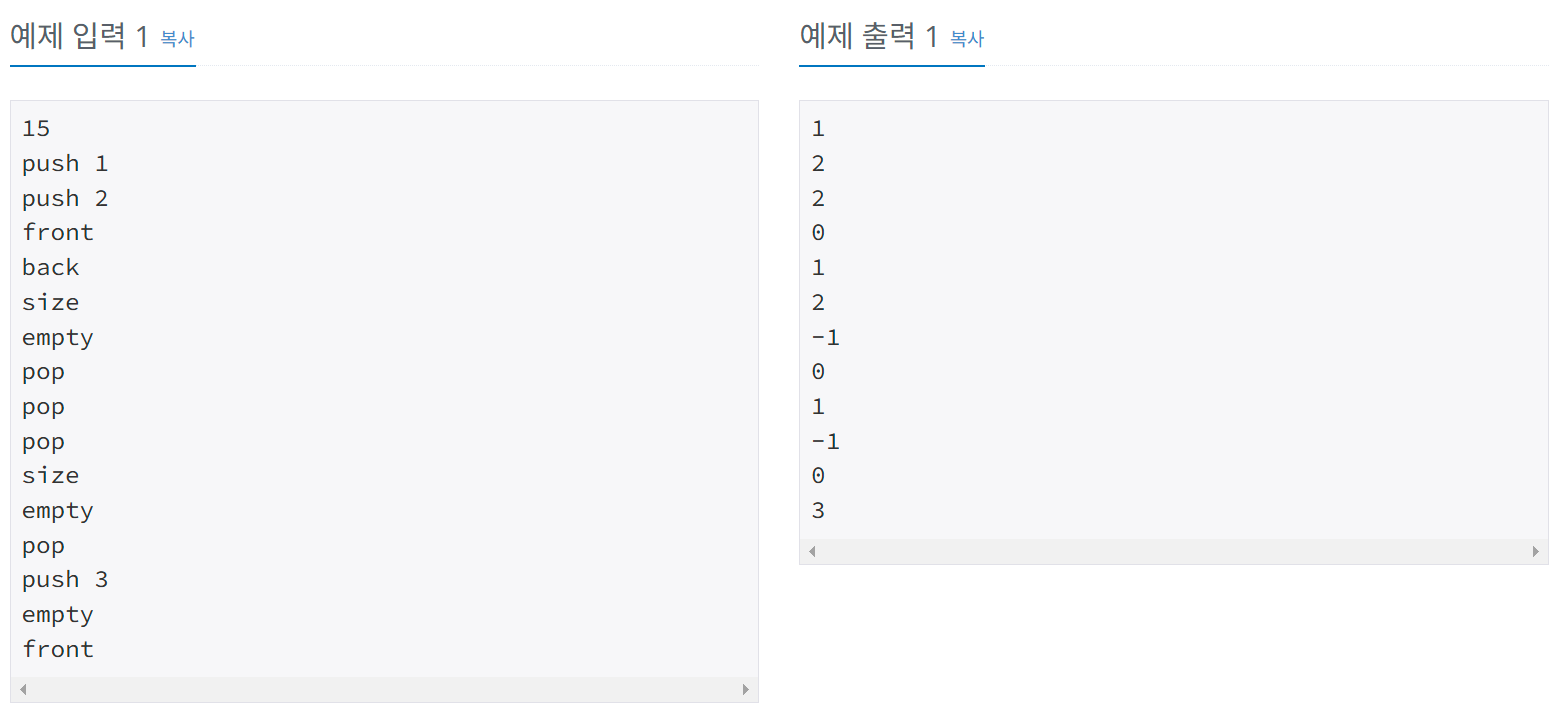 예제 입력 1 복사
15
push 1
push 2
front
back
size
empty
pop
pop
pop
size
empty
pop
push 3
empty
front
예제 출력 1 복사
1
2
2
0
1
2
-1
0
1
-1
0
3